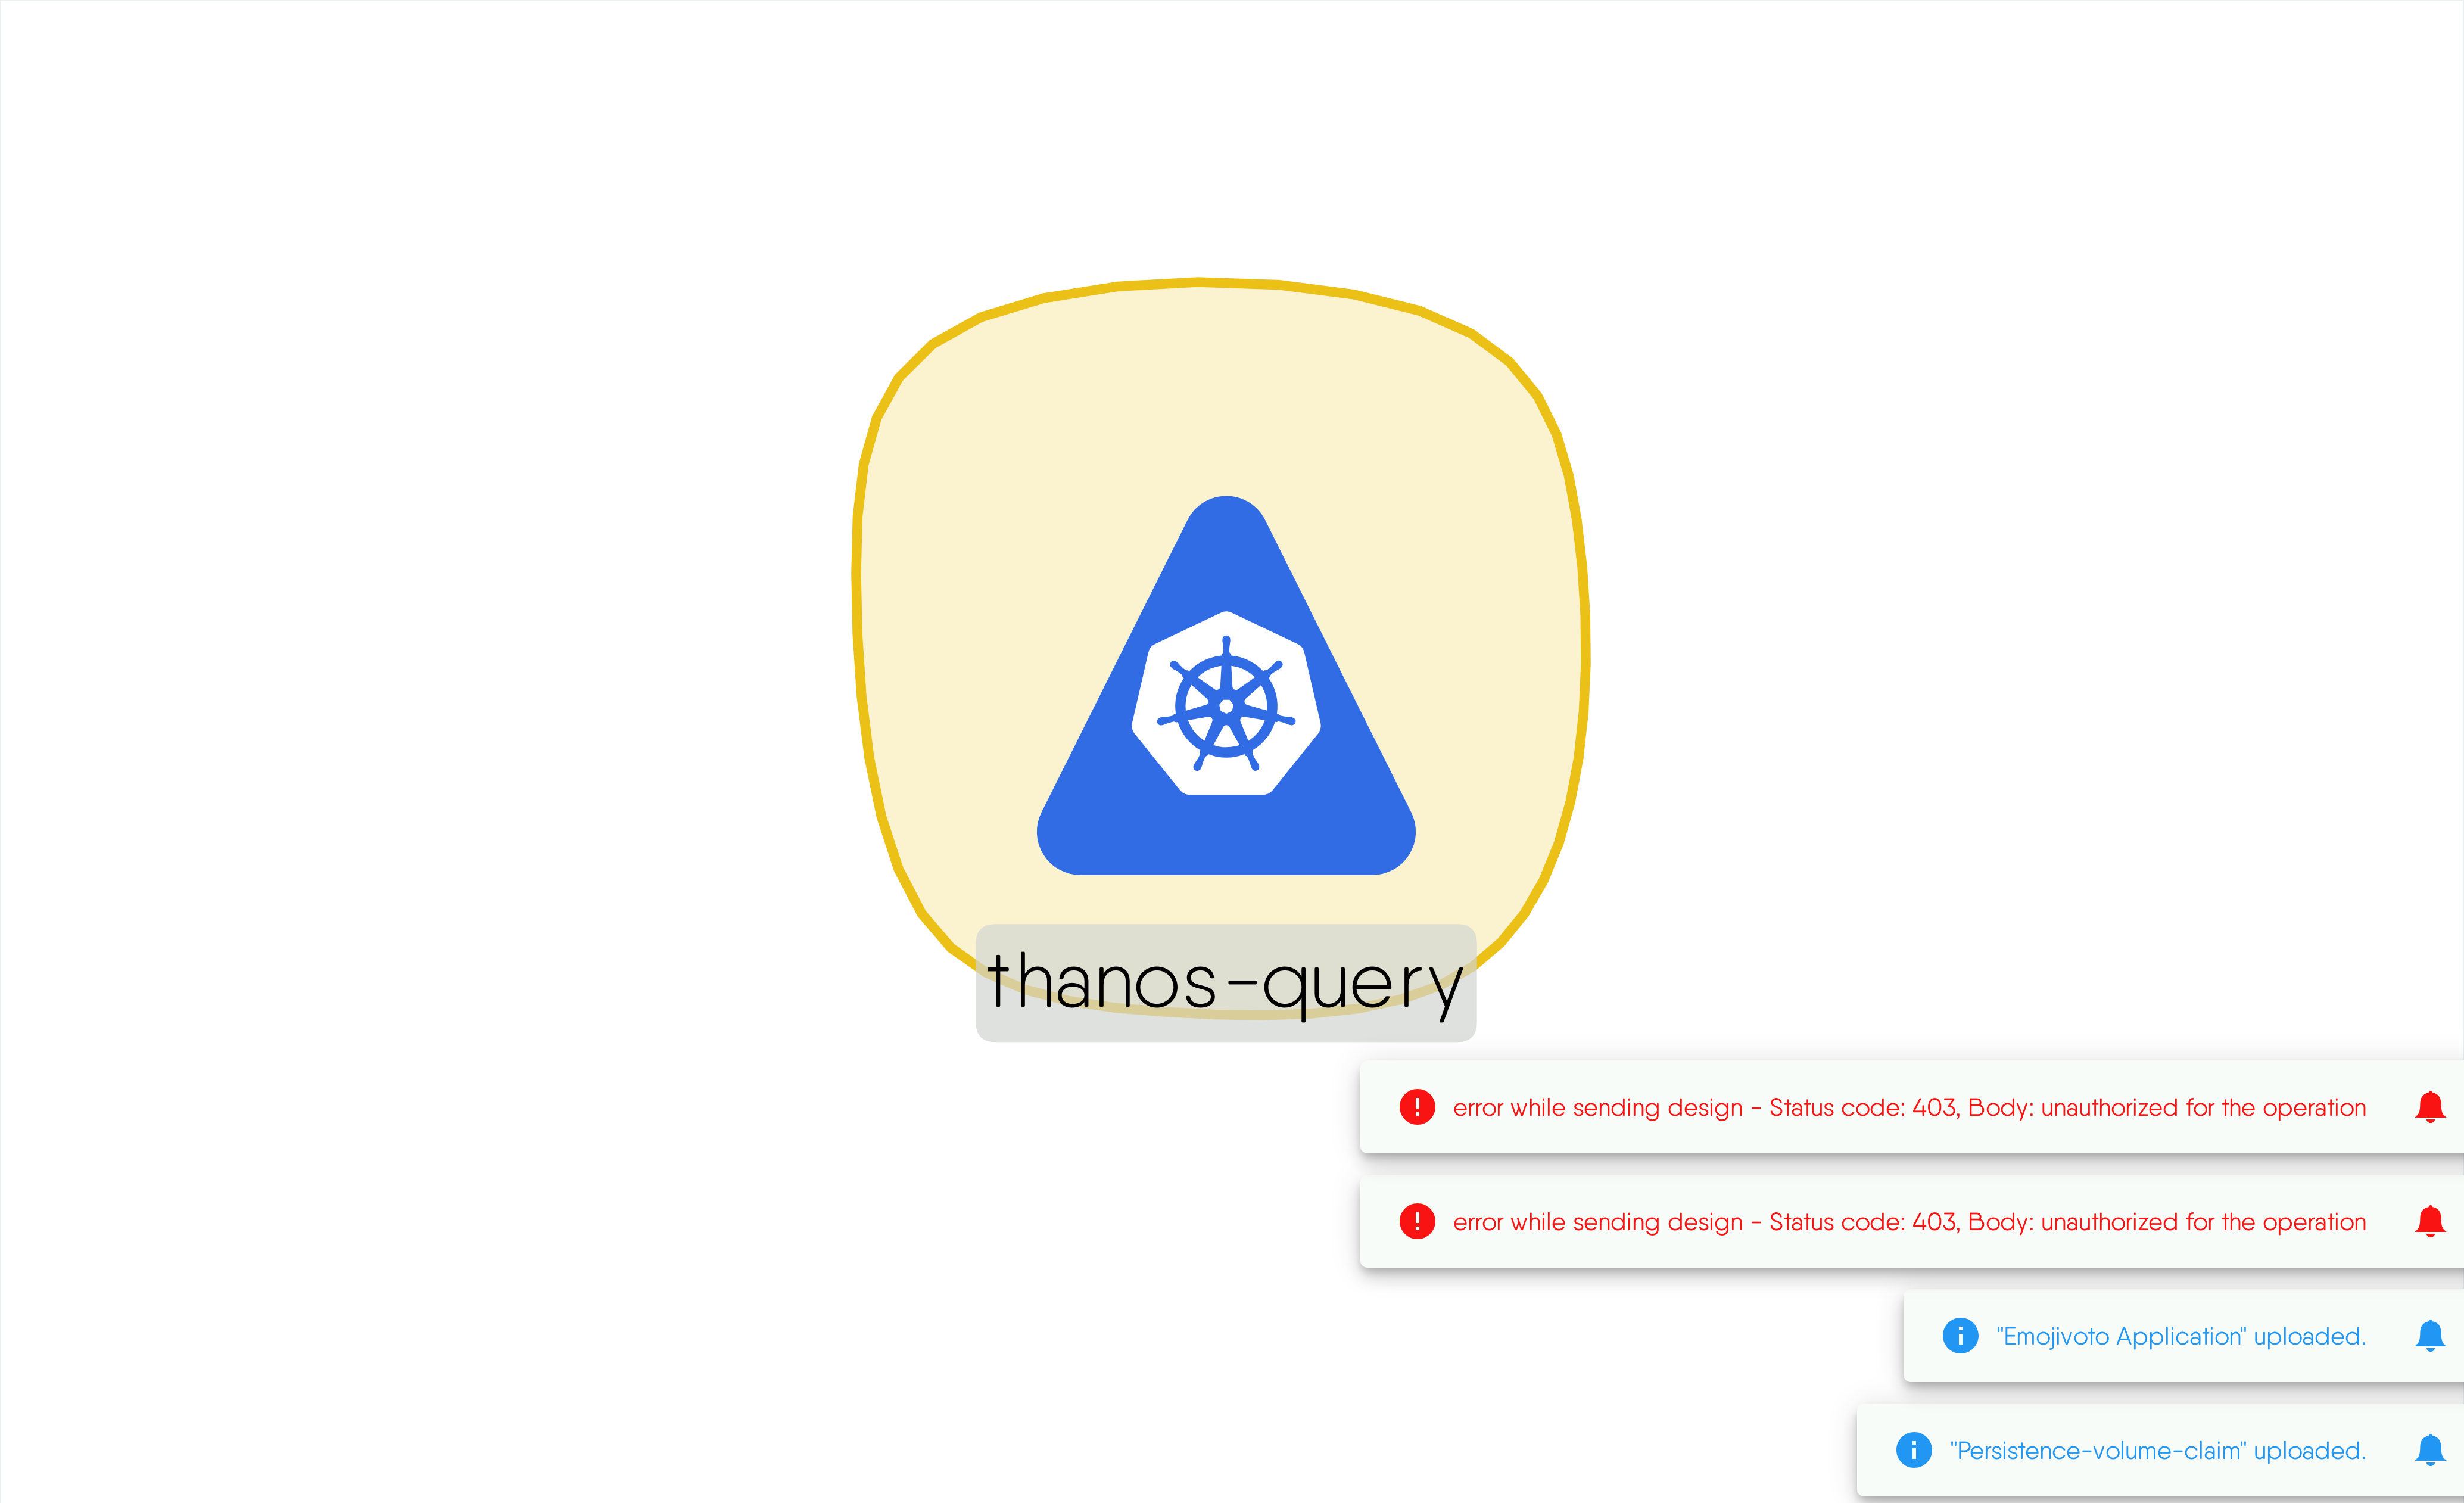 thanos-query
error while sending design - Status code: 403, Body: unauthorized for the operation
error while sending design - Status code: 403, Body: unauthorized for the operation
"Emojivoto Application" uploaded.
"Persistence-volume-claim" uploaded.